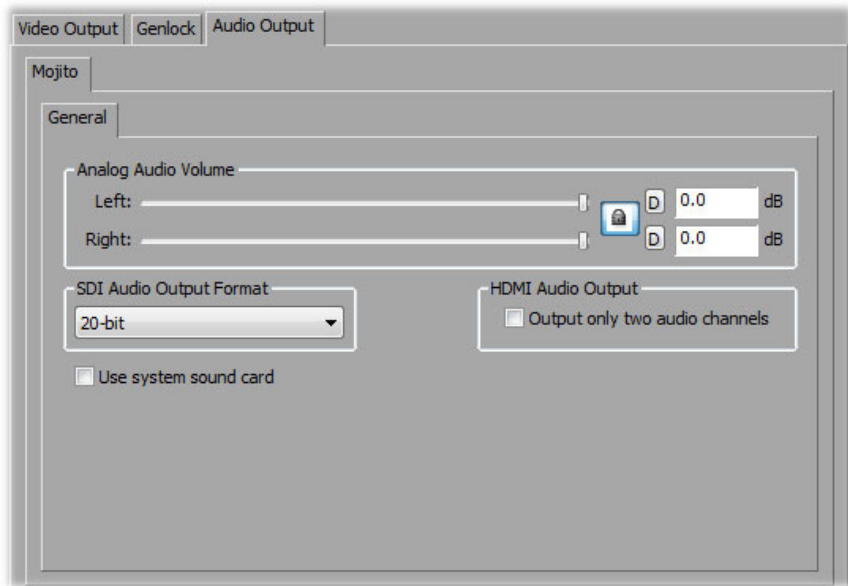 Video Output Genlock Audio Output
Mojito
General
Analog Audio Volume
Left: D 0.0 dB
Right: D 0.0 dB
SDI Audio Output Format HDMI Audio Output
20-bit Output only two audio channels
Use system sound card